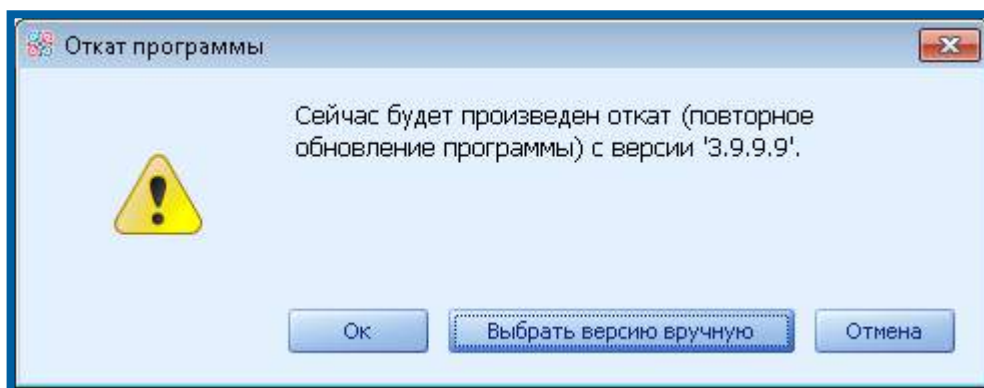 Откат программы
Сейчас будет произведен откат (повторное
обновление программы) с версии '3.9.9.9'.
Ок
Выбрать версию вручную
Отмена